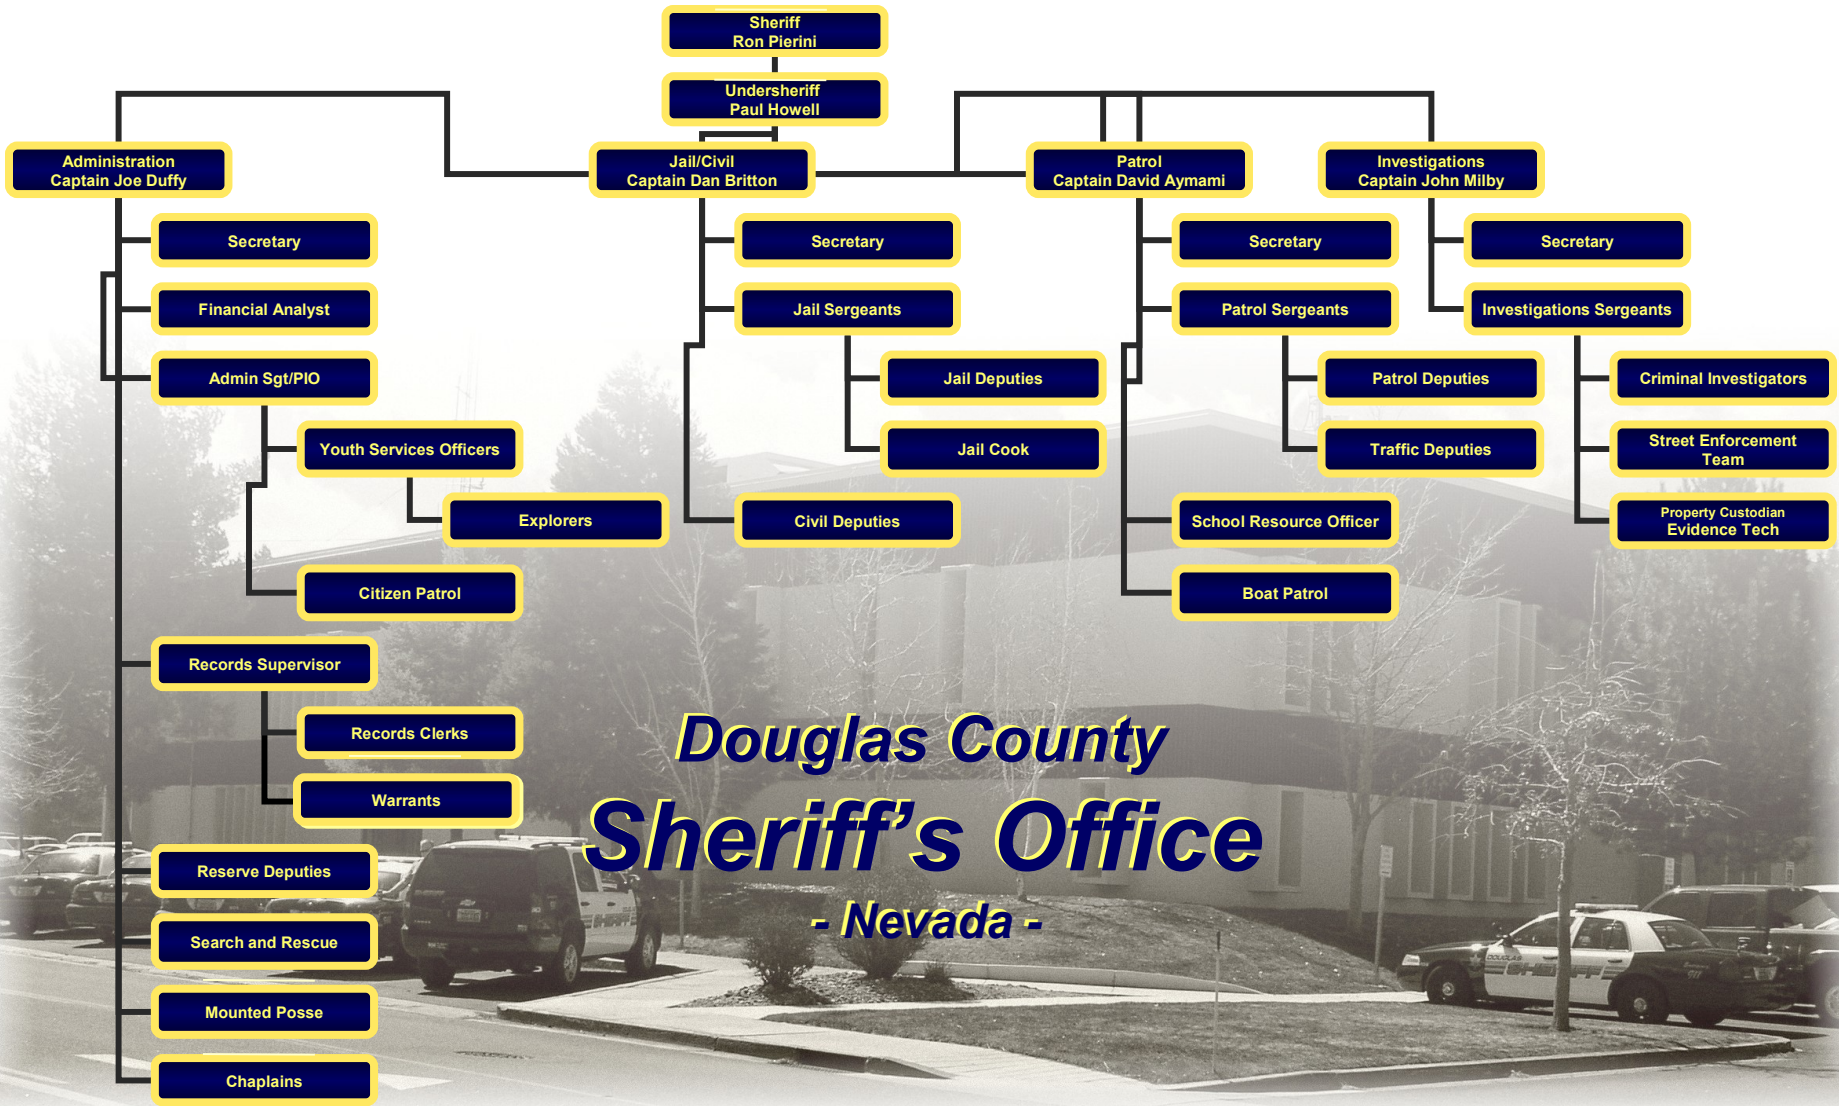 Sheriff
Ron Pierini
Undersheriff
Paul Howell
Administration
Captain Joe Duffy
Jail/Civil
Captain Dan Britton
Patrol
Captain David Aymami
Investigations
Captain John Milby
Secretary
Secretary
Secretary
Secretary
Financial Analyst
Jail Sergeants
Patrol Sergeants
Investigations Sergeants
Admin Sgt/PIO
Jail Deputies
Patrol Deputies
Criminal Investigators
Youth Services Officers
Jail Cook
Traffic Deputies
Street Enforcement
Team
Explorers
Civil Deputies
School Resource Officer
Property Custodian
Evidence Tech
Citizen Patrol
Boat Patrol
Records Supervisor
Records Clerks
Warrants
Reserve Deputies
Search and Rescue
Mounted Posse
Chaplains
Douglas County
Sheriff's Office
- Nevada -
DOUGLAS
SHERIFF
911